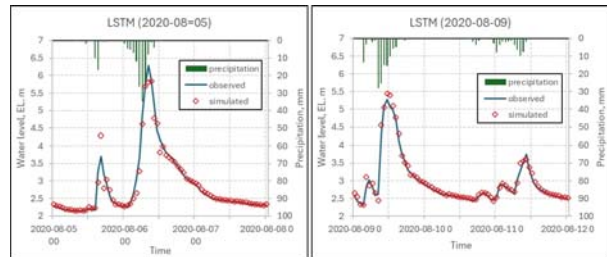 LSTM (2020-08=05)
7
6.5
6
5.5
5
4.5
4
3.5
3
2.5
2
Water level, EL. m
0
10
20
30
40
50
60
70
80
90
100
Precipitation, mm
precipitation
observed
simulated
2020-08-05 2020-08-06 2020-08-07 2020-08-08.0
00 00 00
Time
LSTM (2020-08-09)
7
6.5
6
5.5
5
4.5
4
3.5
3
2.5
2
Water level, EL. m
0
10
20
30
40
50
60
70
80
90
100
Precipitation, mm
precipitation
observed
simulated
2020-08-09.0 2020-08-10.0 2020-08-11.0 2020-08-12.0
Time